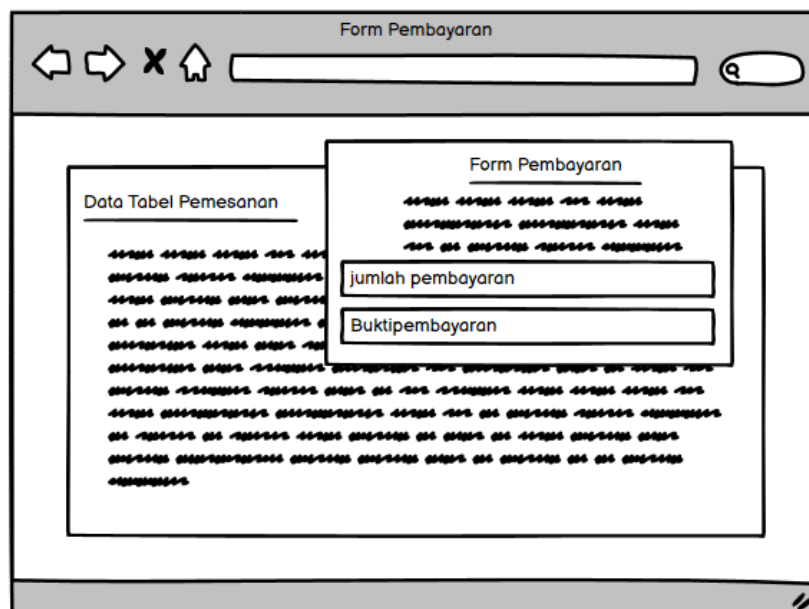 Form Pembayaran
Form Pembayaran
Data Tabel Pemesanan
jumlah pembayaran
Buktipembayaran